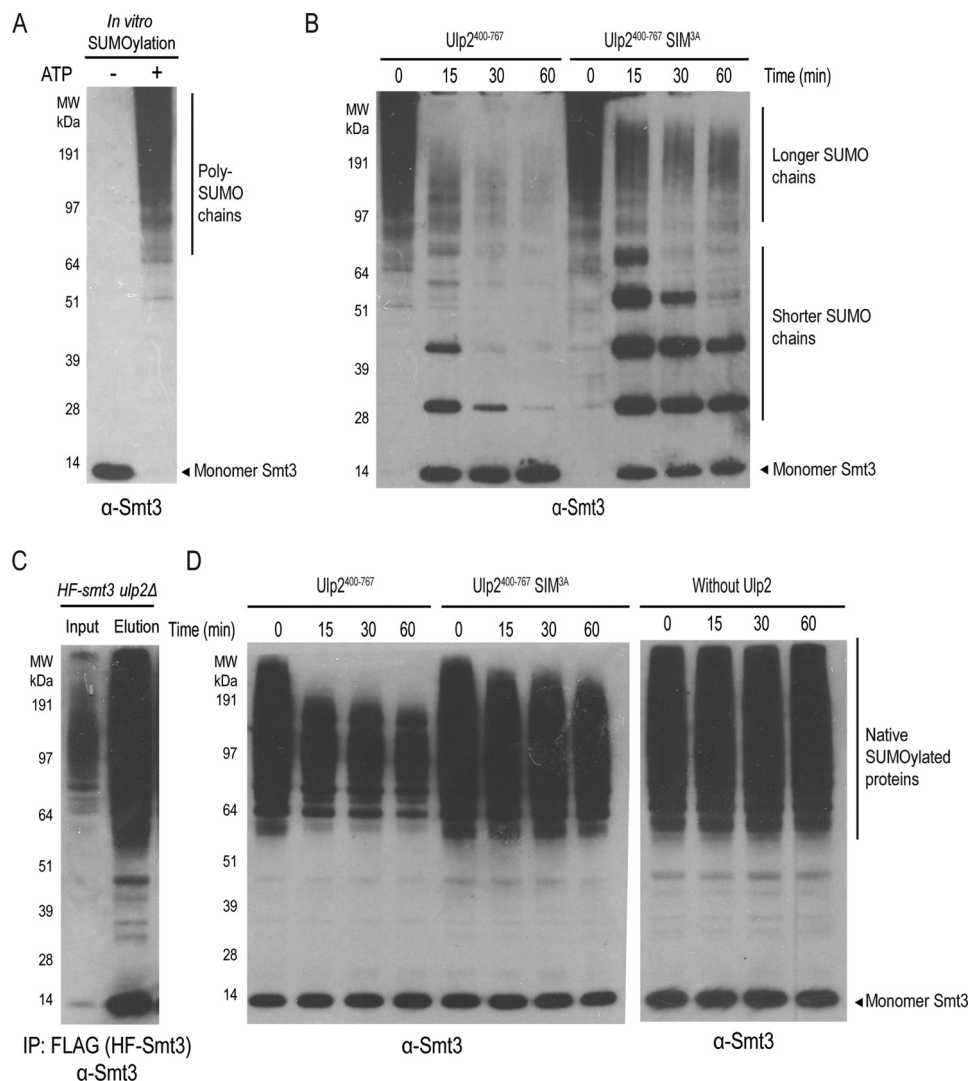 A
In vitro
SUMOylation
ATP - +
MW
kDa
191
97
64
51
39
28
14
Poly-
SUMO
chains
Monomer Smt3
α-Smt3
B
Ulp2⁴⁰⁰⁻⁷⁶⁷ Ulp2⁴⁰⁰⁻⁷⁶⁷ SIM³ᴬ
0 15 30 60 0 15 30 60 Time (min)
MW
kDa
191
97
64
51
39
28
14
Longer SUMO
chains
Shorter SUMO
chains
Monomer Smt3
α-Smt3
C
HF-smt3 ulp2Δ
Input Elution
MW
kDa
191
97
64
51
39
28
14
IP: FLAG (HF-Smt3)
α-Smt3
D
Ulp2⁴⁰⁰⁻⁷⁶⁷ Ulp2⁴⁰⁰⁻⁷⁶⁷ SIM³ᴬ Without Ulp2
Time (min) 0 15 30 60 0 15 30 60 0 15 30 60
MW
kDa
191
97
64
51
39
28
14
Native
SUMOylated
proteins
Monomer Smt3
α-Smt3 α-Smt3